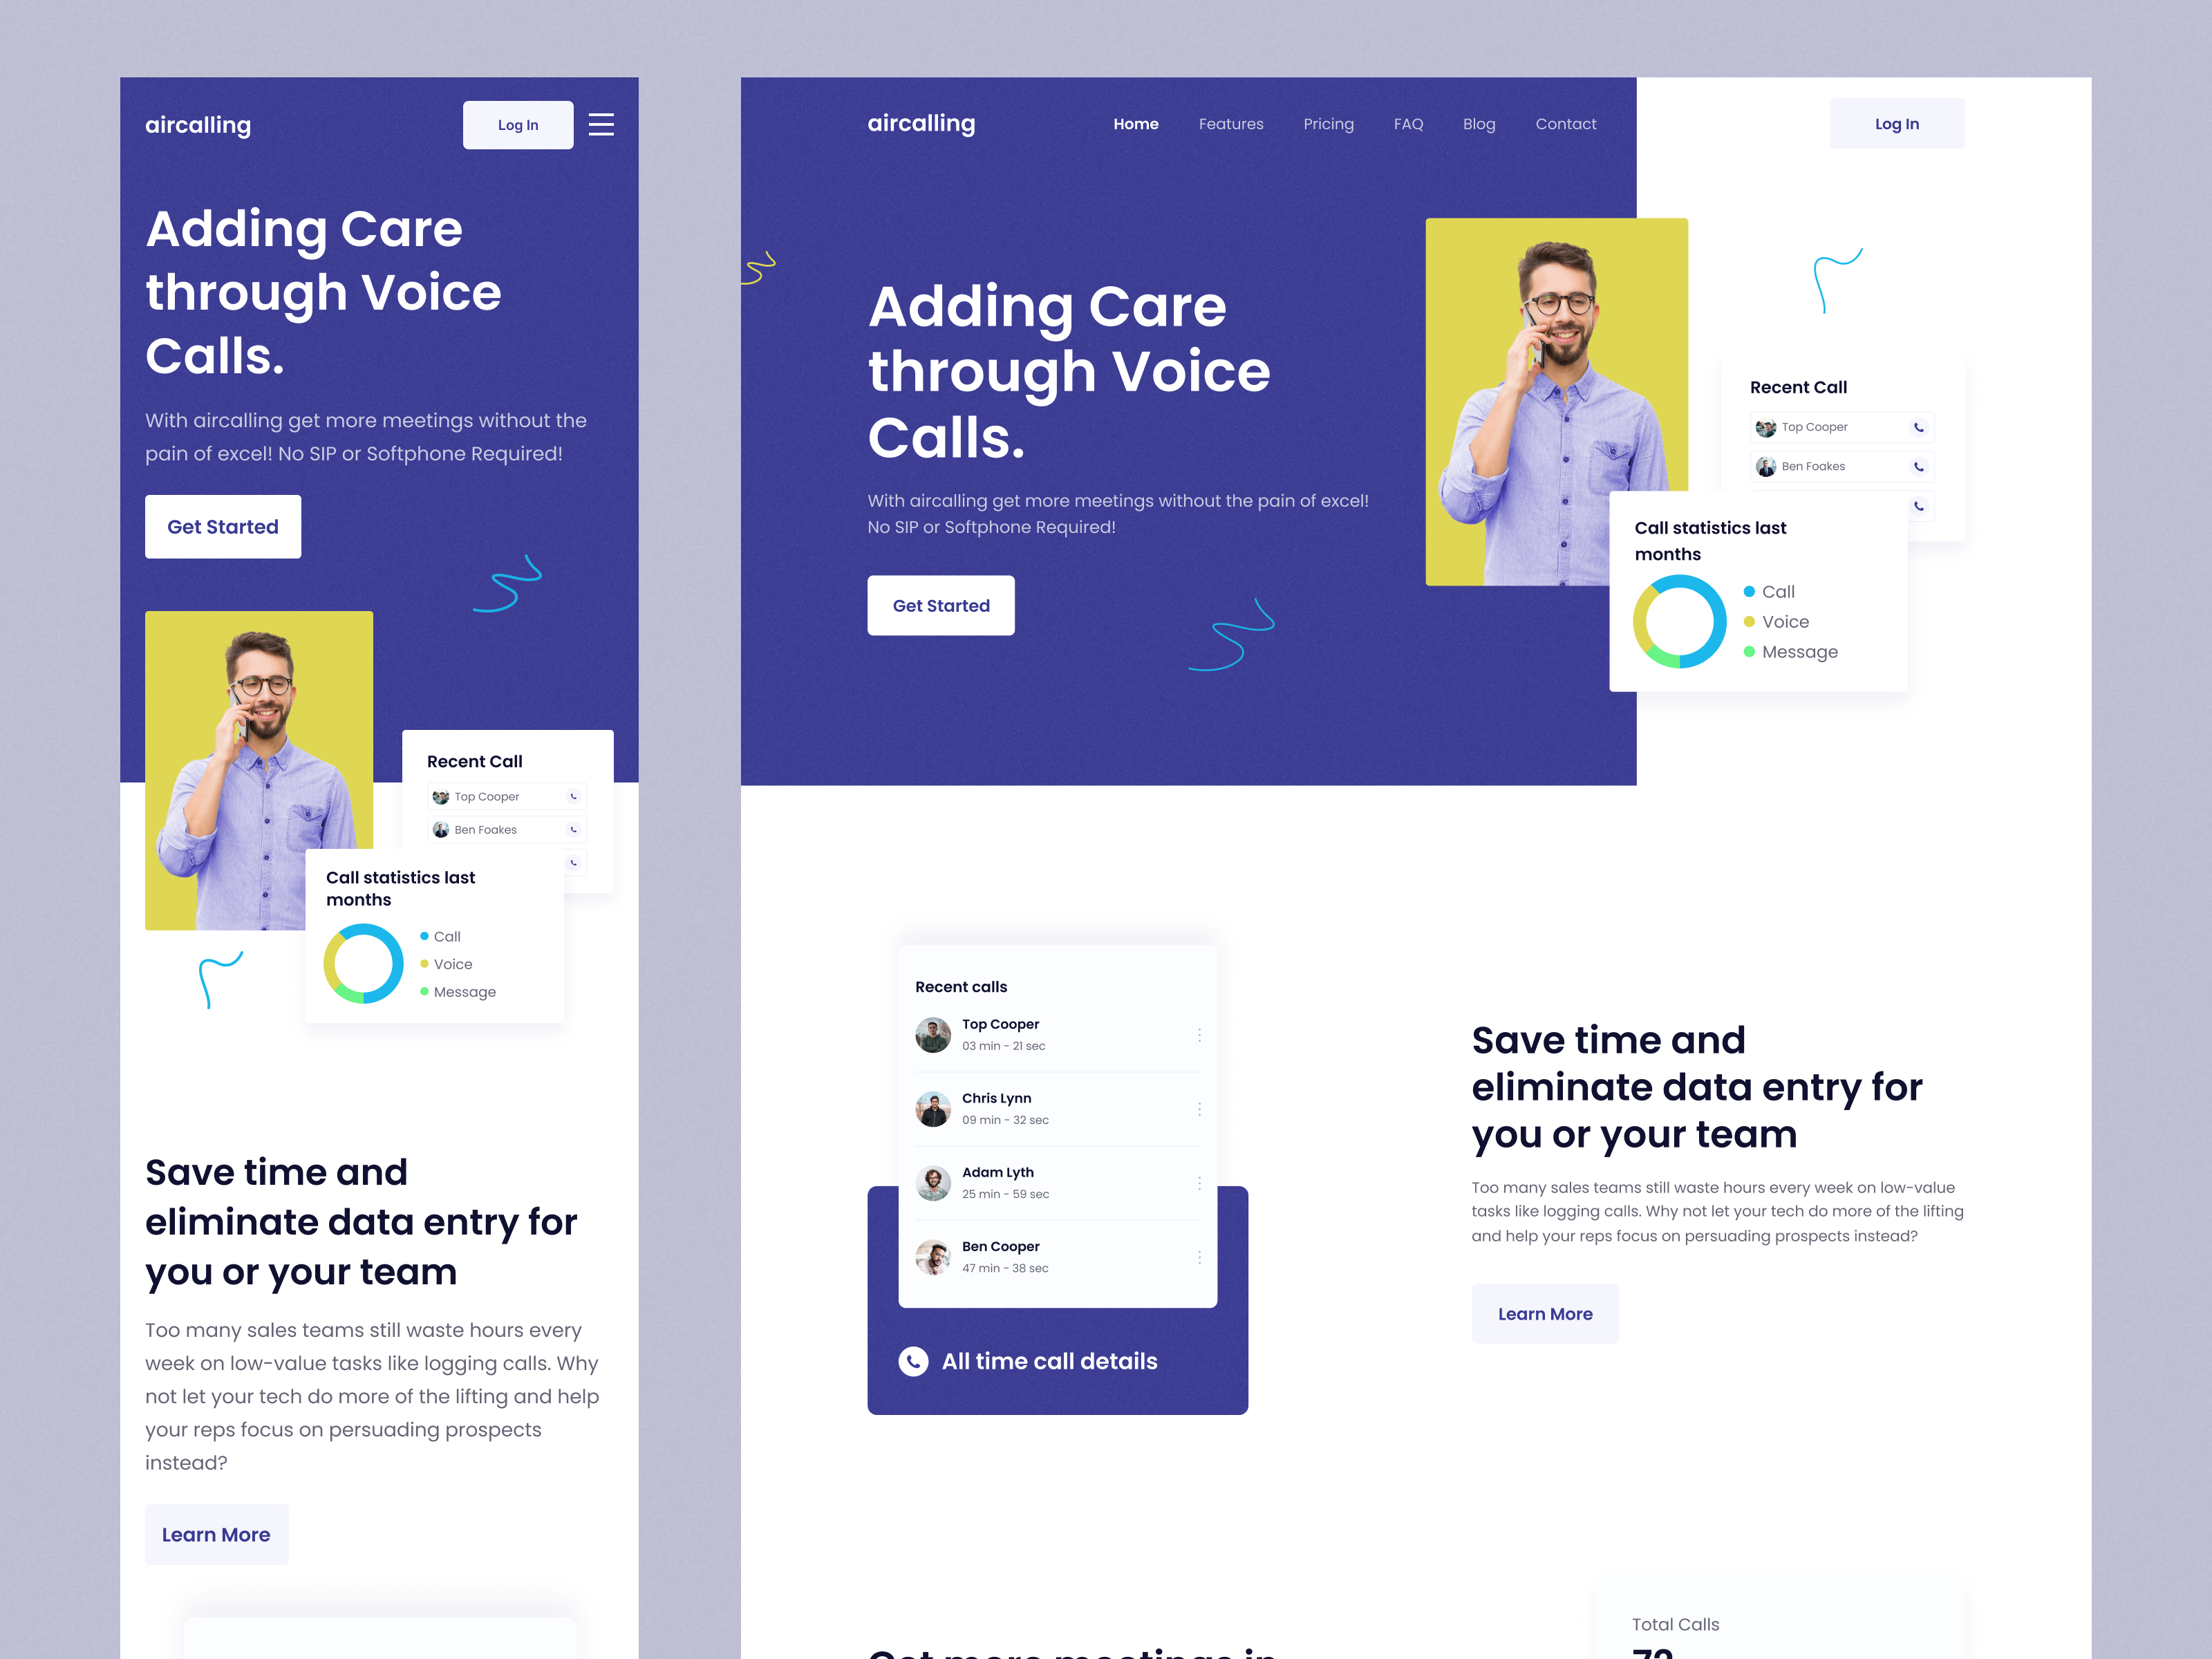 aircalling
Log In
Adding Care
through Voice
Calls.
With aircalling get more meetings without the
pain of excel! No SIP or Softphone Required!
Get Started
Recent Call
Top Cooper
Ben Foakes
Call statistics last
months
Call
Voice
Message
Save time and
eliminate data entry for
you or your team
Too many sales teams still waste hours every
week on low-value tasks like logging calls. Why
not let your tech do more of the lifting and help
your reps focus on persuading prospects
instead?
Learn More
aircalling
Home Features Pricing FAQ Blog Contact
Log In
Adding Care
through Voice
Calls.
With aircalling get more meetings without the pain of excel!
No SIP or Softphone Required!
Get Started
Recent Call
Top Cooper
Ben Foakes
Call statistics last
months
Call
Voice
Message
Recent calls
Top Cooper
03 min - 21 sec
Chris Lynn
09 min - 32 sec
Adam Lyth
25 min - 59 sec
Ben Cooper
47 min - 38 sec
All time call details
Save time and
eliminate data entry for
you or your team
Too many sales teams still waste hours every week on low-value
tasks like logging calls. Why not let your tech do more of the lifting
and help your reps focus on persuading prospects instead?
Learn More
Get more meetings in
Total Calls
72